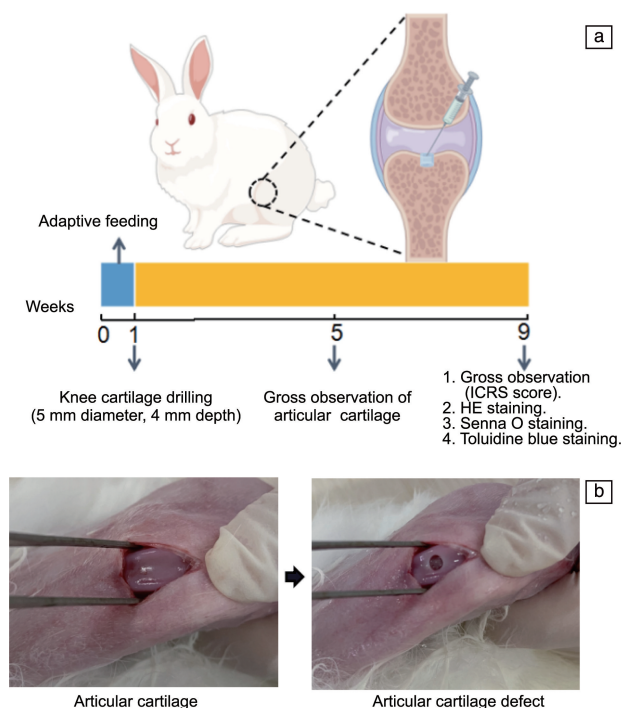 a
Adaptive feeding
Weeks
0 1 5 9
Knee cartilage drilling
(5 mm diameter, 4 mm depth)
Gross observation of
articular cartilage
1. Gross observation
(ICRS score).
2. HE staining.
3. Senna O staining.
4. Toluidine blue staining.
b
Articular cartilage
Articular cartilage defect